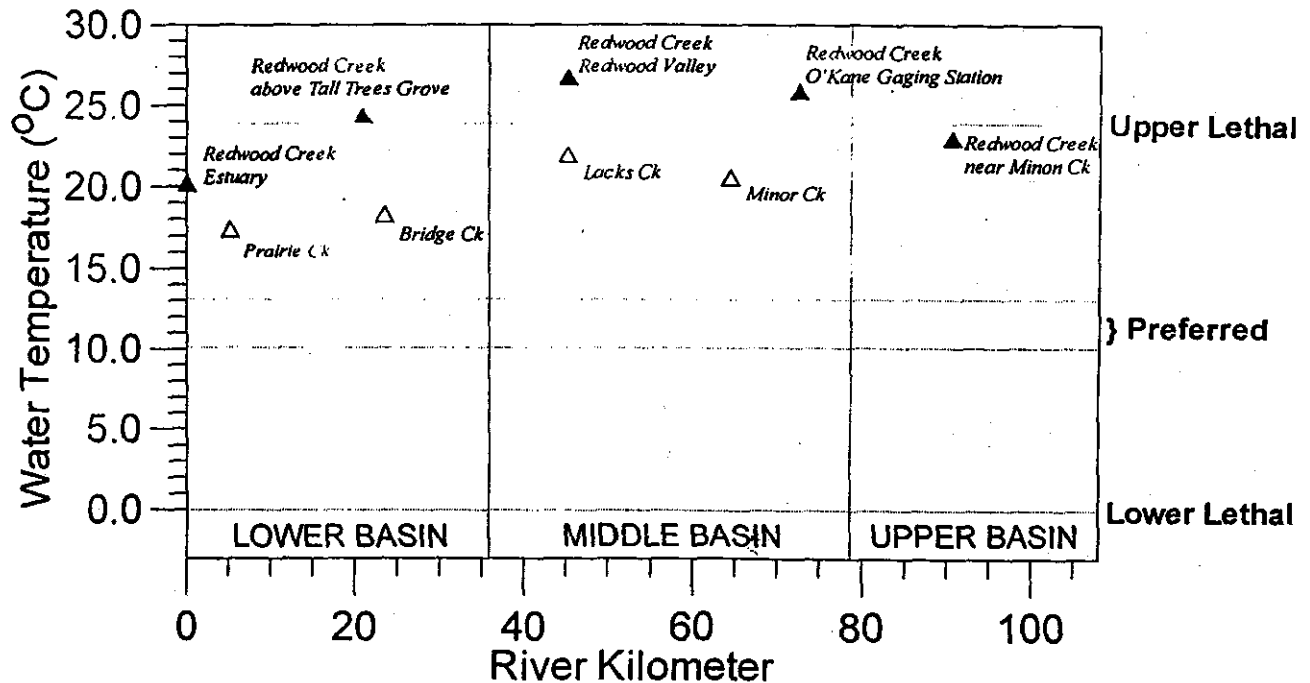 Water Temperature (°C)
30.0
25.0
20.0
15.0
10.0
5.0
0.0
Redwood Creek
above Tall Trees Grove
Redwood Creek
Redwood Valley
Redwood Creek
O'Kane Gaging Station
Redwood Creek
Estuary
Lacks Ck
Minor Ck
Redwood Creek
near Minon Ck
Prairie Ck
Bridge Ck
Upper Lethal
} Preferred
Lower Lethal
LOWER BASIN
MIDDLE BASIN
UPPER BASIN
0 20 40 60 80 100
River Kilometer